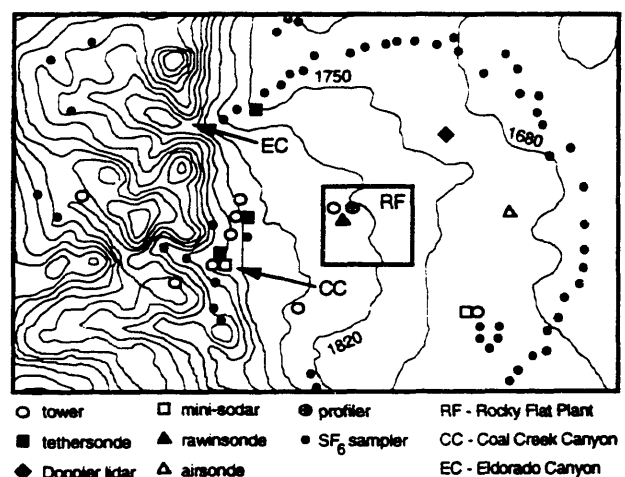 1750
1680
EC
RF
CC
1820
tower
mini-sodar
profiler
RF - Rocky Flat Plant
tethersonde
rawinsonde
SF6 sampler
CC - Coal Creek Canyon
Doppler lidar
airsonde
EC - Eldorado Canyon